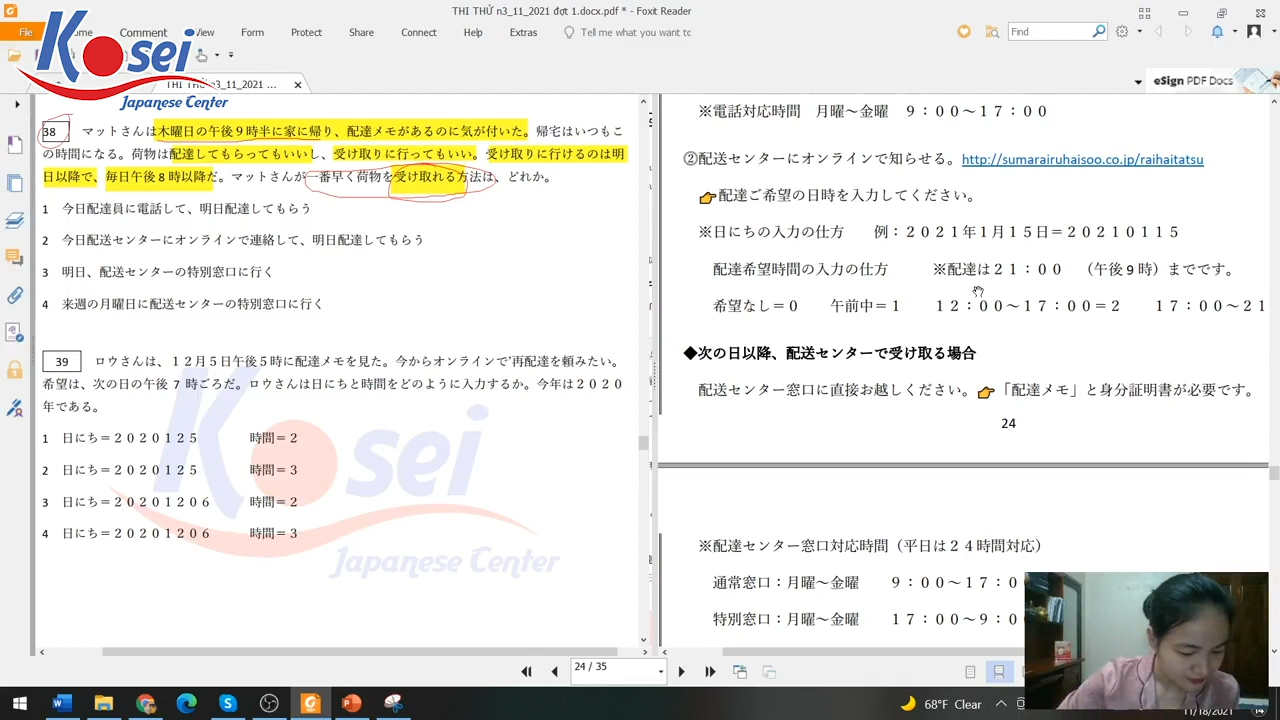 THI THỬ n3_11_2021 đợt 1.docx.pdf * - Foxit Reader
File
Home
Comment
View
Form
Protect
Share
Connect
Help
Extras
Tell me what you want to
Find
Kosei
Japanese Center
THI THỬ n3_11_2021 ...
eSign PDF Docs
38 マットさんは木曜日の午後９時半に家に帰り、配達メモがあるのに気が付いた。帰宅はいつもこ
の時間になる。荷物は配達してもらってもいいし、受け取りに行ってもいい。受け取りに行けるのは明
日以降で、毎日午後８時以降だ。マットさんが一番早く荷物を受け取れる方法は、どれか。
1 今日配達員に電話して、明日配達してもらう
2 今日配送センターにオンラインで連絡して、明日配達してもらう
3 明日、配送センターの特別窓口に行く
4 来週の月曜日に配送センターの特別窓口に行く
39 ロウさんは、１２月５日午後５時に配達メモを見た。今からオンラインで再配達を頼みたい。
希望は、次の日の午後７時ごろだ。ロウさんは日にちと時間をどのように入力するか。今年は２０２０
年である。
1 日にち＝２０２０１２５ 時間＝２
2 日にち＝２０２０１２５ 時間＝３
3 日にち＝２０２０１２０６ 時間＝２
4 日にち＝２０２０１２０６ 時間＝３
Kosei
Japanese Center
※電話対応時間 月曜～金曜 ９：００～１７：００
②配送センターにオンラインで知らせる。http://sumarairuhaisoo.co.jp/raihaitatsu
配達ご希望の日時を入力してください。
※日にちの入力の仕方 例：２０２１年１月１５日＝２０２１０１１５
配達希望時間の入力の仕方 ※配達は２１：００ （午後９時）までです。
希望なし＝０ 午前中＝１ １２：００～１７：００＝２ １７：００～２１
◆次の日以降、配送センターで受け取る場合
配送センター窓口に直接お越しください。「配達メモ」と身分証明書が必要です。
24
※配達センター窓口対応時間（平日は２４時間対応）
通常窓口：月曜～金曜 ９：００～１７：０
特別窓口：月曜～金曜 １７：００～９：０
24 / 35
68°F Clear
11/18/2021